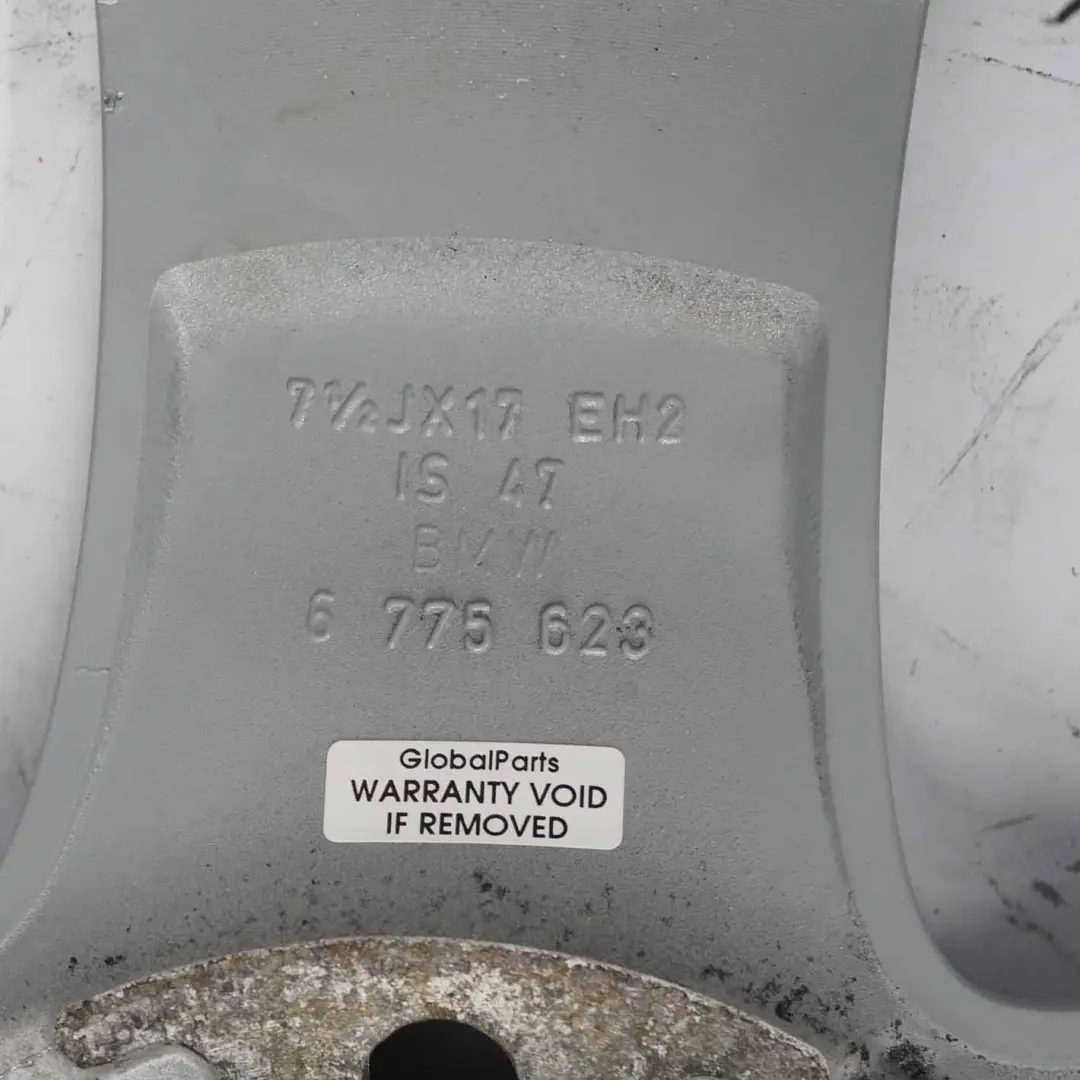 7½JX17 EH2
IS 47
BMW
6 775 623
GlobalParts
WARRANTY VOID
IF REMOVED